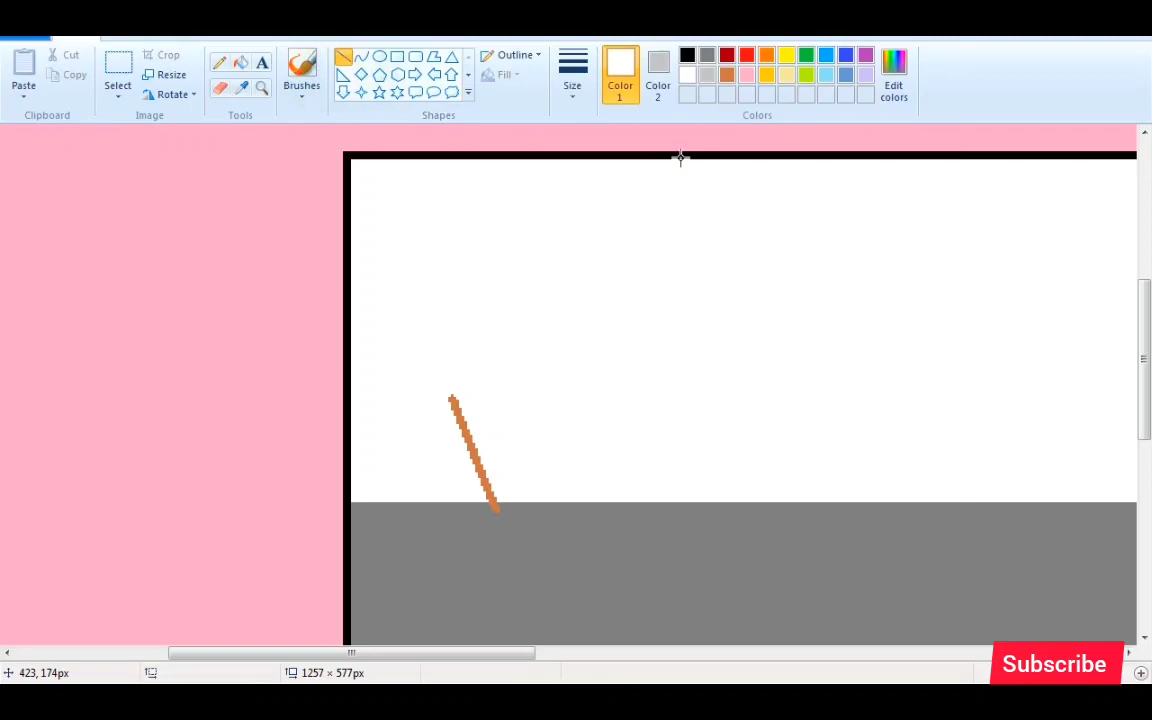 Paste
Cut
Copy
Clipboard
Select
Crop
Resize
Rotate
Image
A
Tools
Brushes
Outline
Fill
Shapes
Size
Color
1
Color
2
Edit
colors
Colors
423, 174px
1257 × 577px
Subscribe